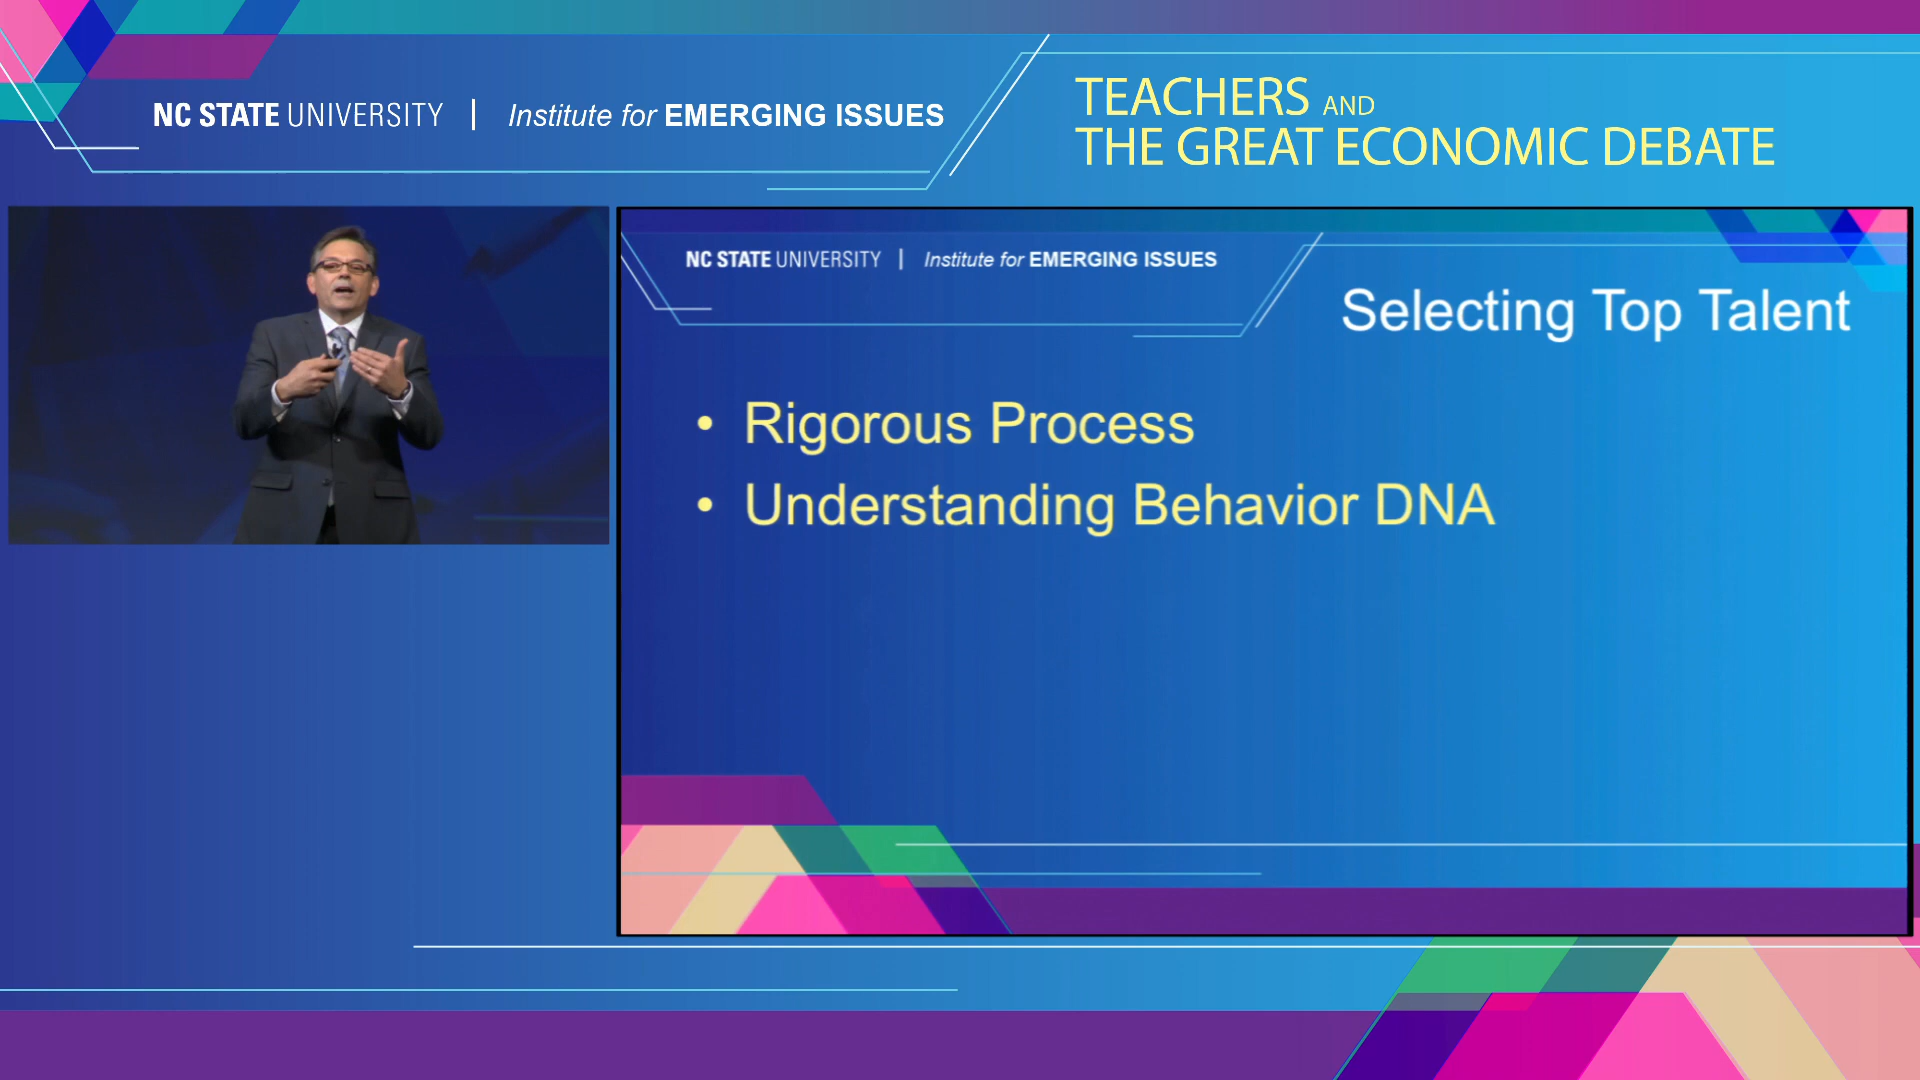 NC STATE UNIVERSITY | Institute for EMERGING ISSUES
TEACHERS AND
THE GREAT ECONOMIC DEBATE
NC STATE UNIVERSITY | Institute for EMERGING ISSUES
Selecting Top Talent
• Rigorous Process
• Understanding Behavior DNA